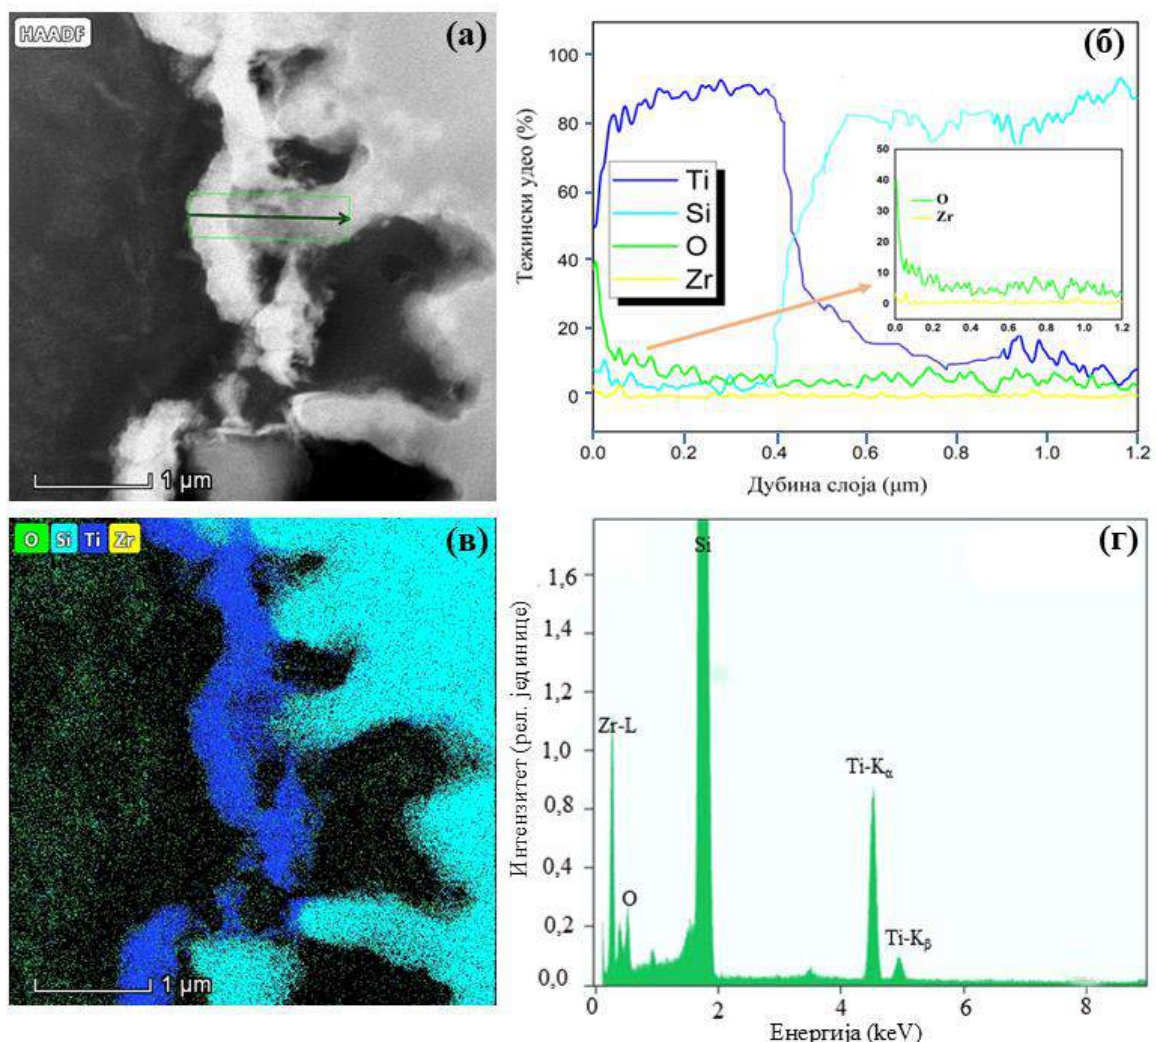 HAADF
(а)
1 µm
(б)
Тежински удео (%)
100
80
60
40
20
0
Ti
Si
O
Zr
50
40
30
20
10
0
O
Zr
0.0 0.2 0.4 0.6 0.8 1.0 1.2
0.0 0.2 0.4 0.6 0.8 1.0 1.2
Дубина слоја (µm)
O Si Ti Zr
(в)
1 µm
(г)
Интензитет (рел. јединице)
1,6
1,4
1,2
1,0
0,8
0,4
0,2
0,0
Si
Zr-L
O
Ti-Kα
Ti-Kβ
0 2 4 6 8
Енергија (keV)